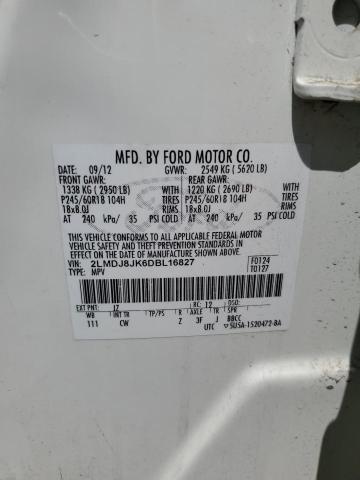 MFD. BY FORD MOTOR CO.
DATE: 09/12 GVWR: 2549 KG ( 5620 LB)
FRONT GAWR: REAR GAWR:
1338 KG ( 2950 LB) WITH 1220 KG ( 2690 LB) WITH
P245/60R18 104H TIRES P245/60R18 104H TIRES
18x8.0J RIMS 18x8.0J RIMS
AT 240 kPa/ 35 PSI COLD AT 240 kPa/ 35 PSI COLD
THIS VEHICLE CONFORMS TO ALL APPLICABLE FEDERAL MOTOR
VEHICLE SAFETY AND THEFT PREVENTION STANDARDS IN EFFECT ON
THE DATE OF MANUFACTURE SHOWN ABOVE.
VIN: 2LMDJ8JK6DBL16827 F0124
TYPE: MPV T0127
EXT PNT: JZ RC: 12 DSO:
WB INT TR TP/PS R AXLE TR SPR
111 CW Z 3F J BBCC
UTC 5U5A-1520472-BA